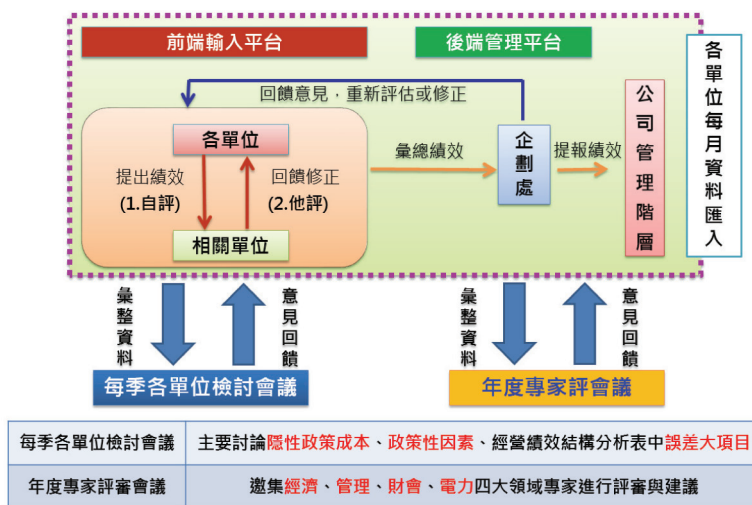 前端輸入平台
後端管理平台
各單位每月資料匯入
回饋意見，重新評估或修正
各單位
提出績效
(1.自評)
回饋修正
(2.他評)
相關單位
彙總績效
企劃處
提報績效
公司管理階層
彙整資料
意見回饋
彙整資料
意見回饋
每季各單位檢討會議
年度專家評會議
每季各單位檢討會議
主要討論隱性政策成本、政策性因素、經營績效結構分析表中誤差大項目
年度專家評審會議
邀集經濟、管理、財會、電力四大領域專家進行評審與建議